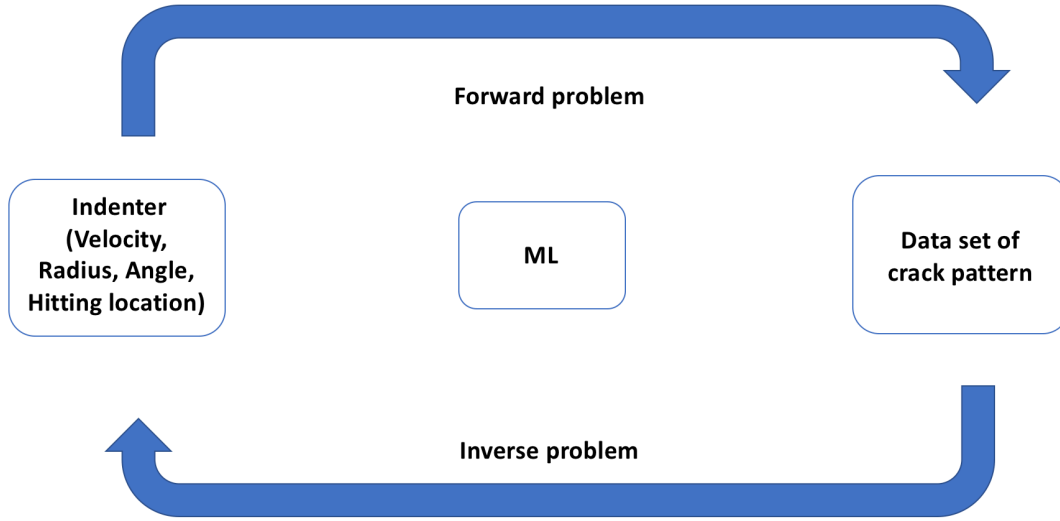 Forward problem
Indenter
(Velocity,
Radius, Angle,
Hitting location)
ML
Data set of
crack pattern
Inverse problem